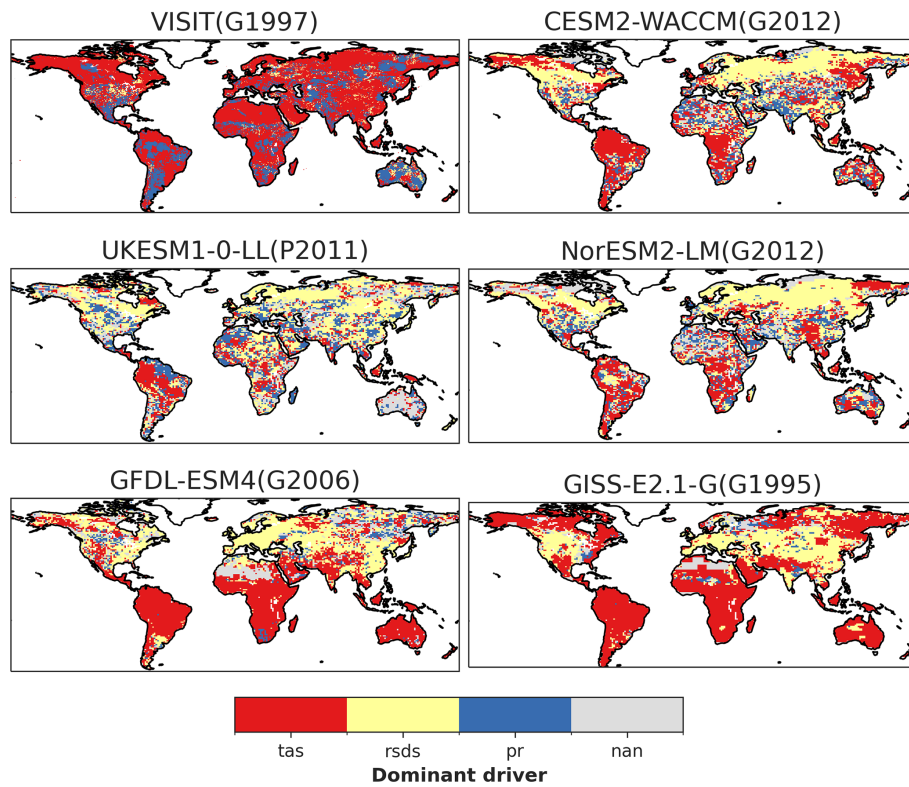 VISIT(G1997)
CESM2-WACCM(G2012)
UKESM1-0-LL(P2011)
NorESM2-LM(G2012)
GFDL-ESM4(G2006)
GISS-E2.1-G(G1995)
tas rsds pr nan
Dominant driver